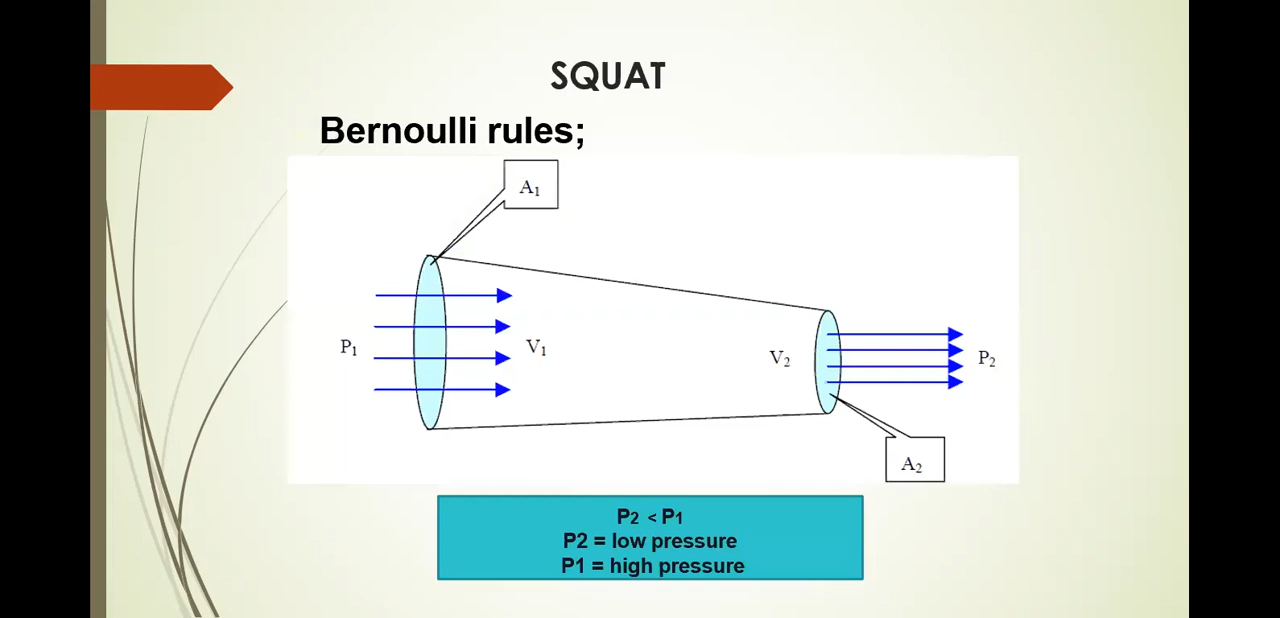 SQUAT
Bernoulli rules;
A₁
P₁
V₁
V₂
P₂
A₂
P₂ < P₁
P2 = low pressure
P1 = high pressure